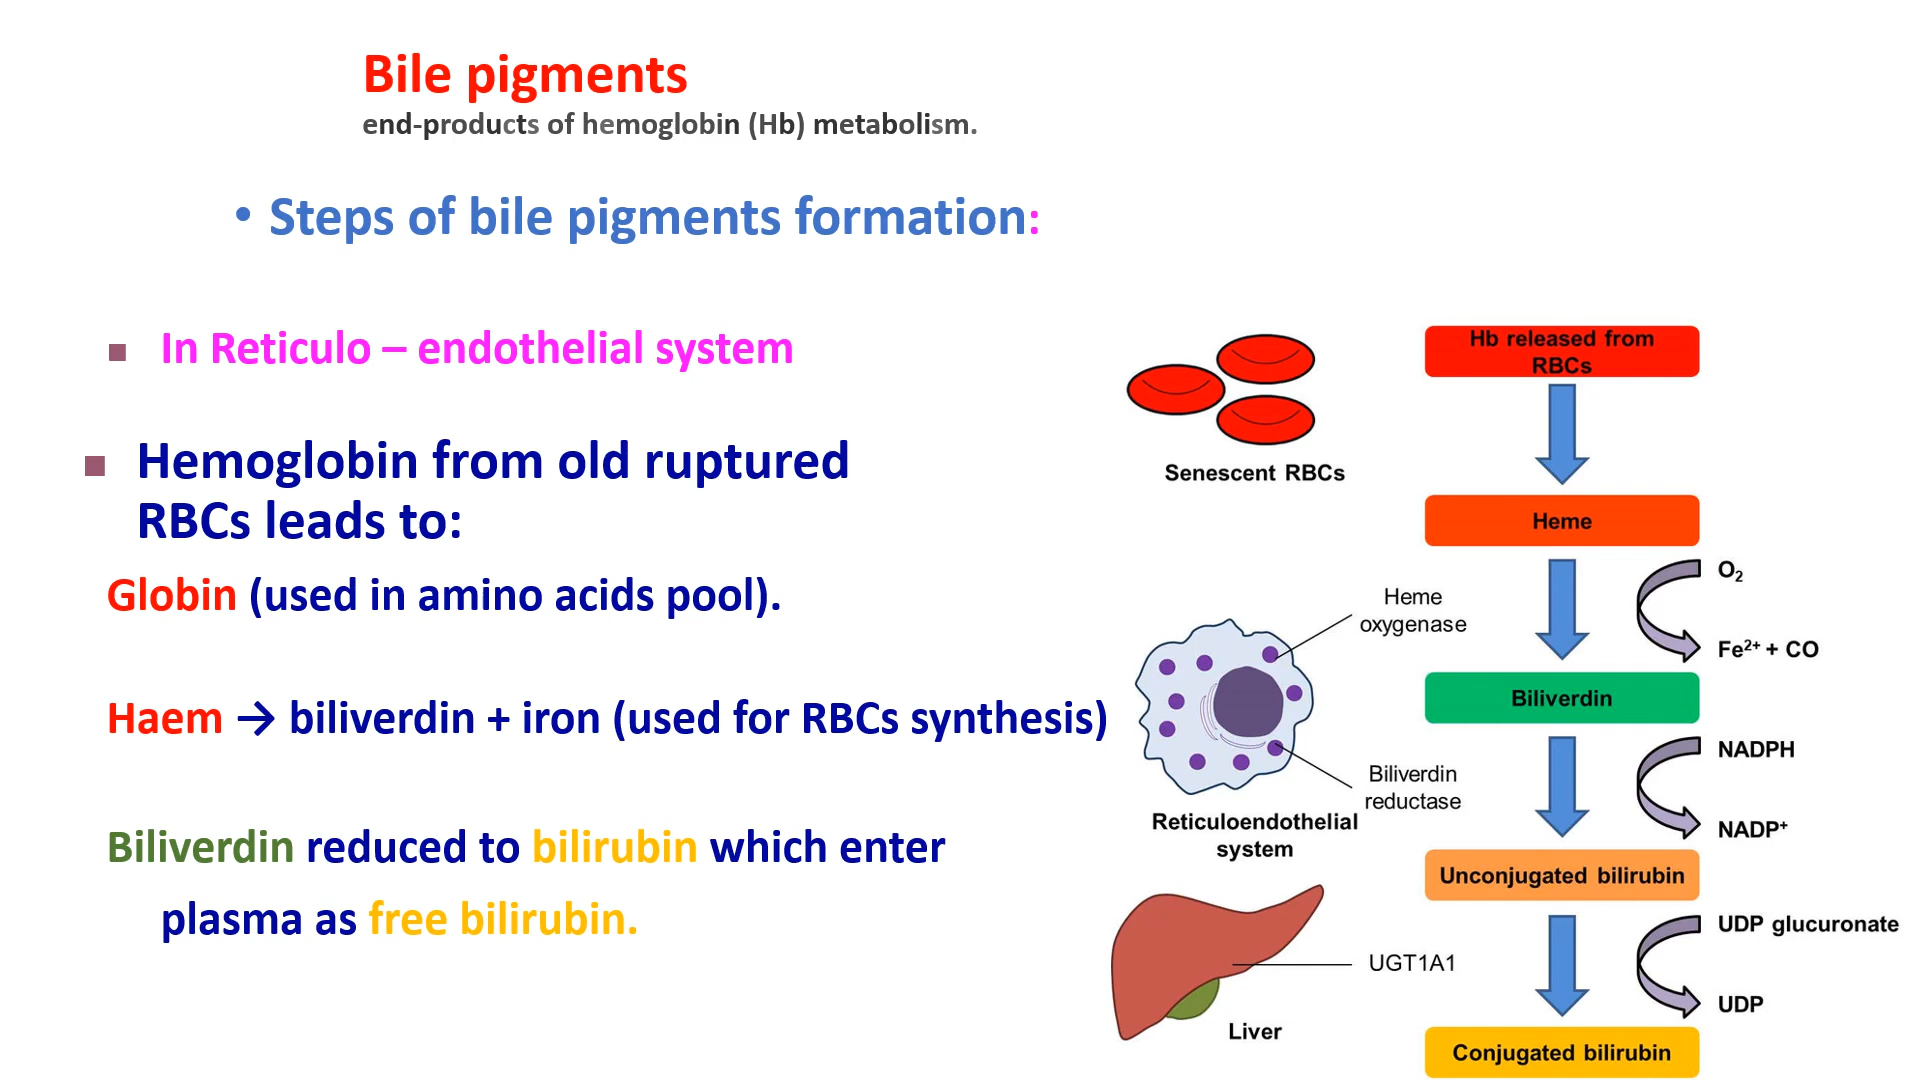 Bile pigments
end-products of hemoglobin (Hb) metabolism.
• Steps of bile pigments formation:
■ In Reticulo – endothelial system
■ Hemoglobin from old ruptured
RBCs leads to:
Globin (used in amino acids pool).
Haem → biliverdin + iron (used for RBCs synthesis)
Biliverdin reduced to bilirubin which enter
plasma as free bilirubin.
Senescent RBCs
Hb released from
RBCs
Heme
O₂
Heme
oxygenase
Fe²⁺ + CO
Biliverdin
NADPH
Biliverdin
reductase
NADP⁺
Reticuloendothelial
system
Unconjugated bilirubin
UDP glucuronate
UGT1A1
UDP
Liver
Conjugated bilirubin